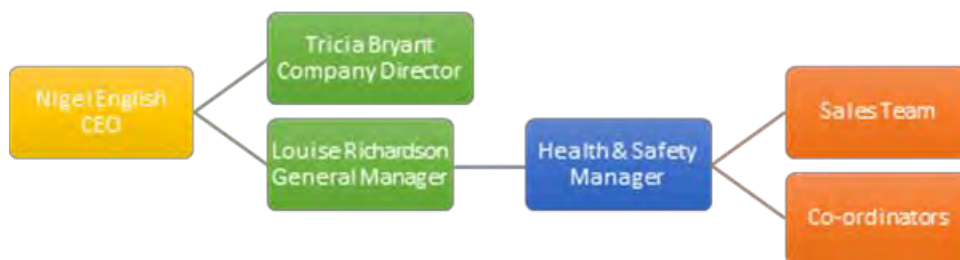 Tricia Bryant
Company Director
Nigel English
CEO
Louise Richardson
General Manager
Health & Safety
Manager
Sales Team
Co-ordinators